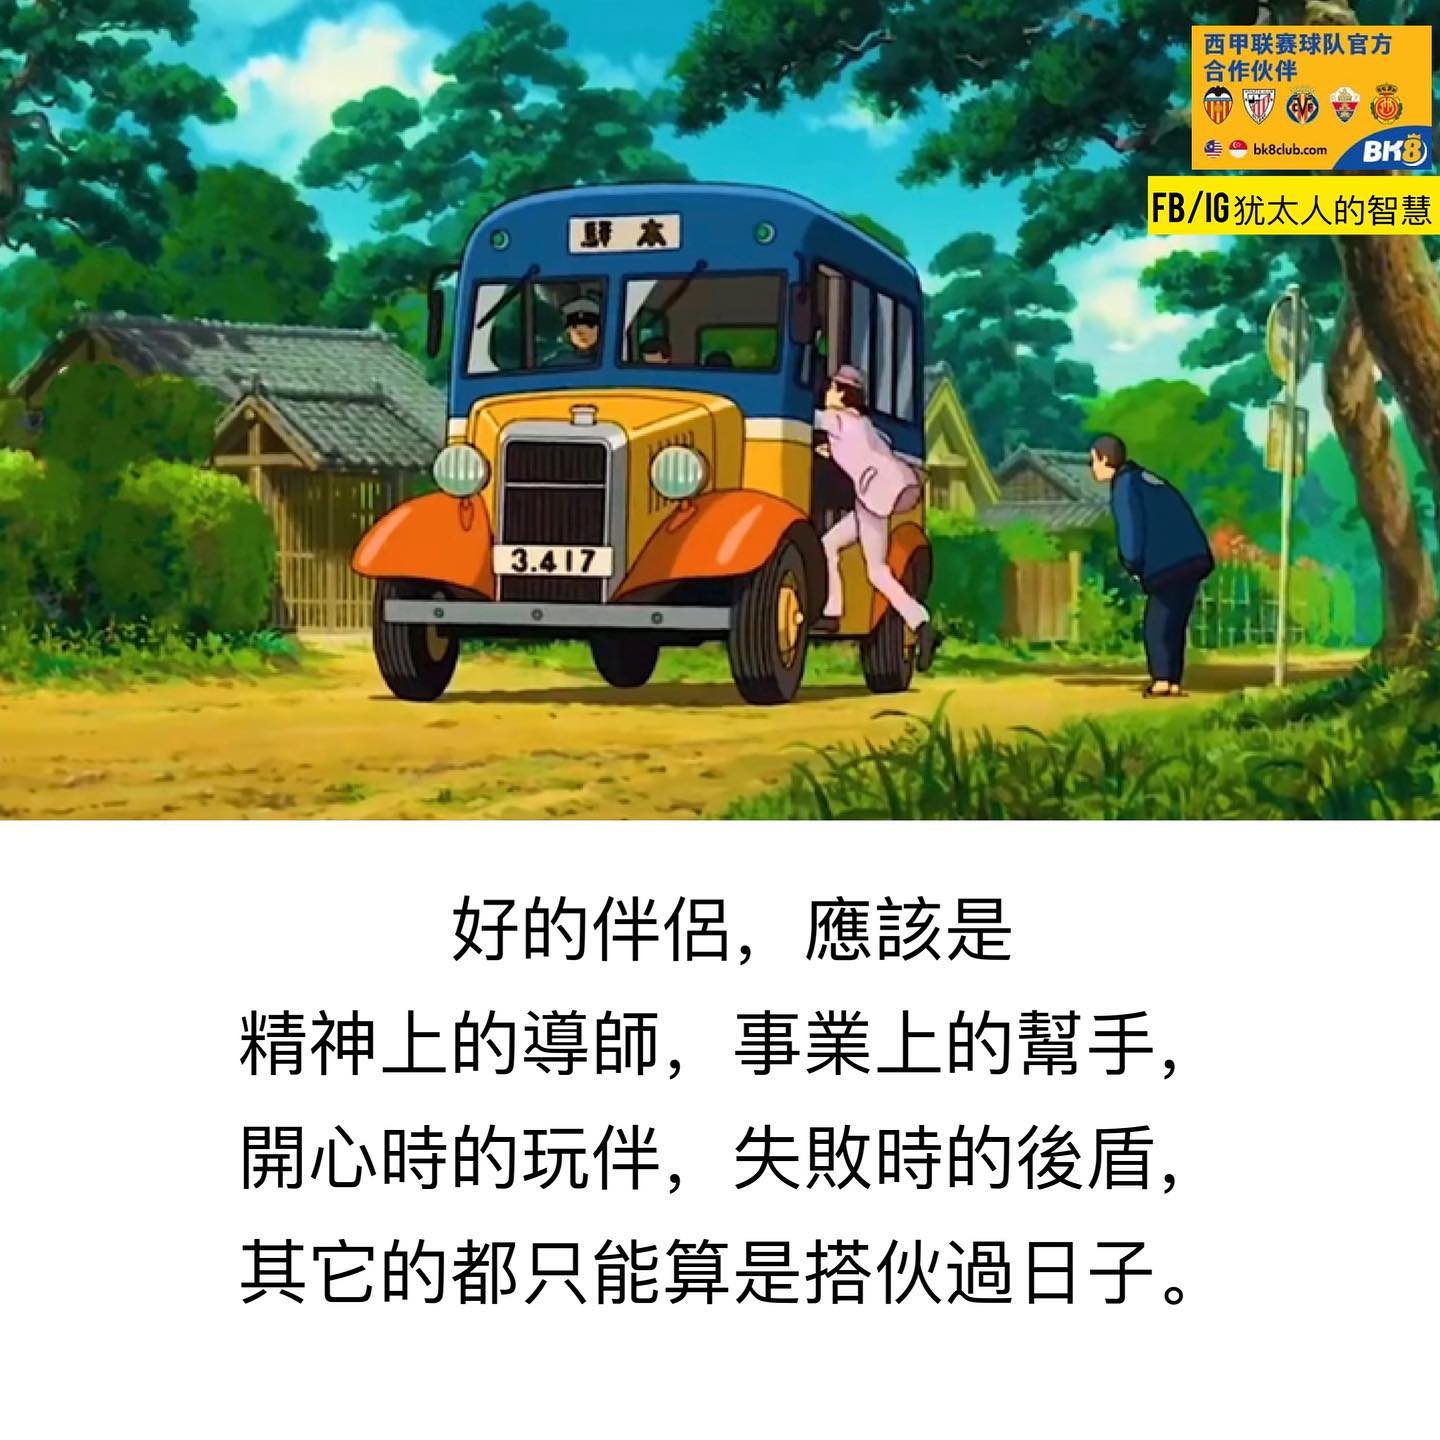 西甲联赛球队官方
合作伙伴
bk8club.com
BK8
FB/IG犹太人的智慧
本驛
3.417
好的伴侶，應該是
精神上的導師，事業上的幫手，
開心時的玩伴，失敗時的後盾，
其它的都只能算是搭伙過日子。